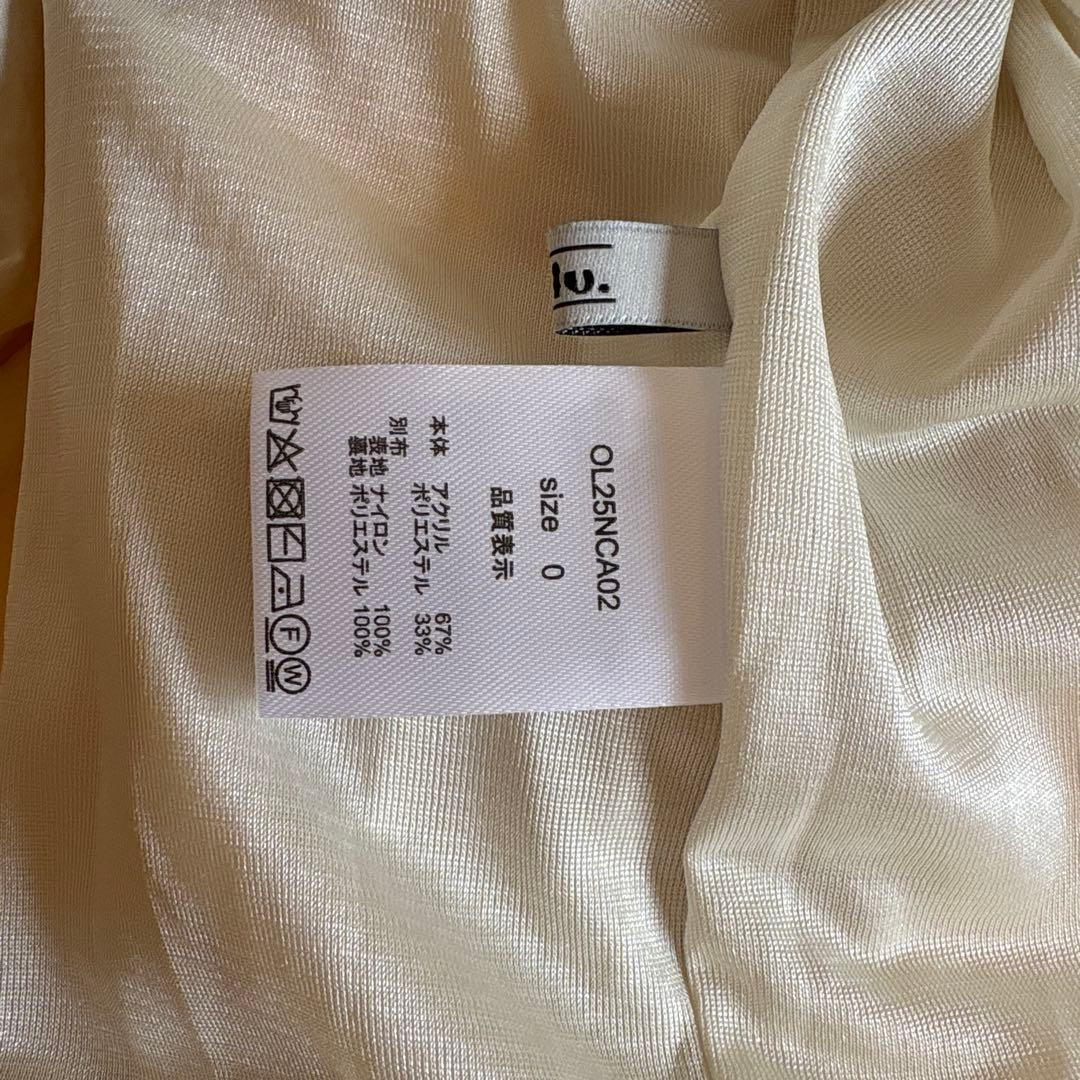 OL25NCA02
size 0
品質表示
本体 アクリル 67%
ポリエステル 33%
別布
表地 ナイロン 100%
裏地 ポリエステル 100%
F W